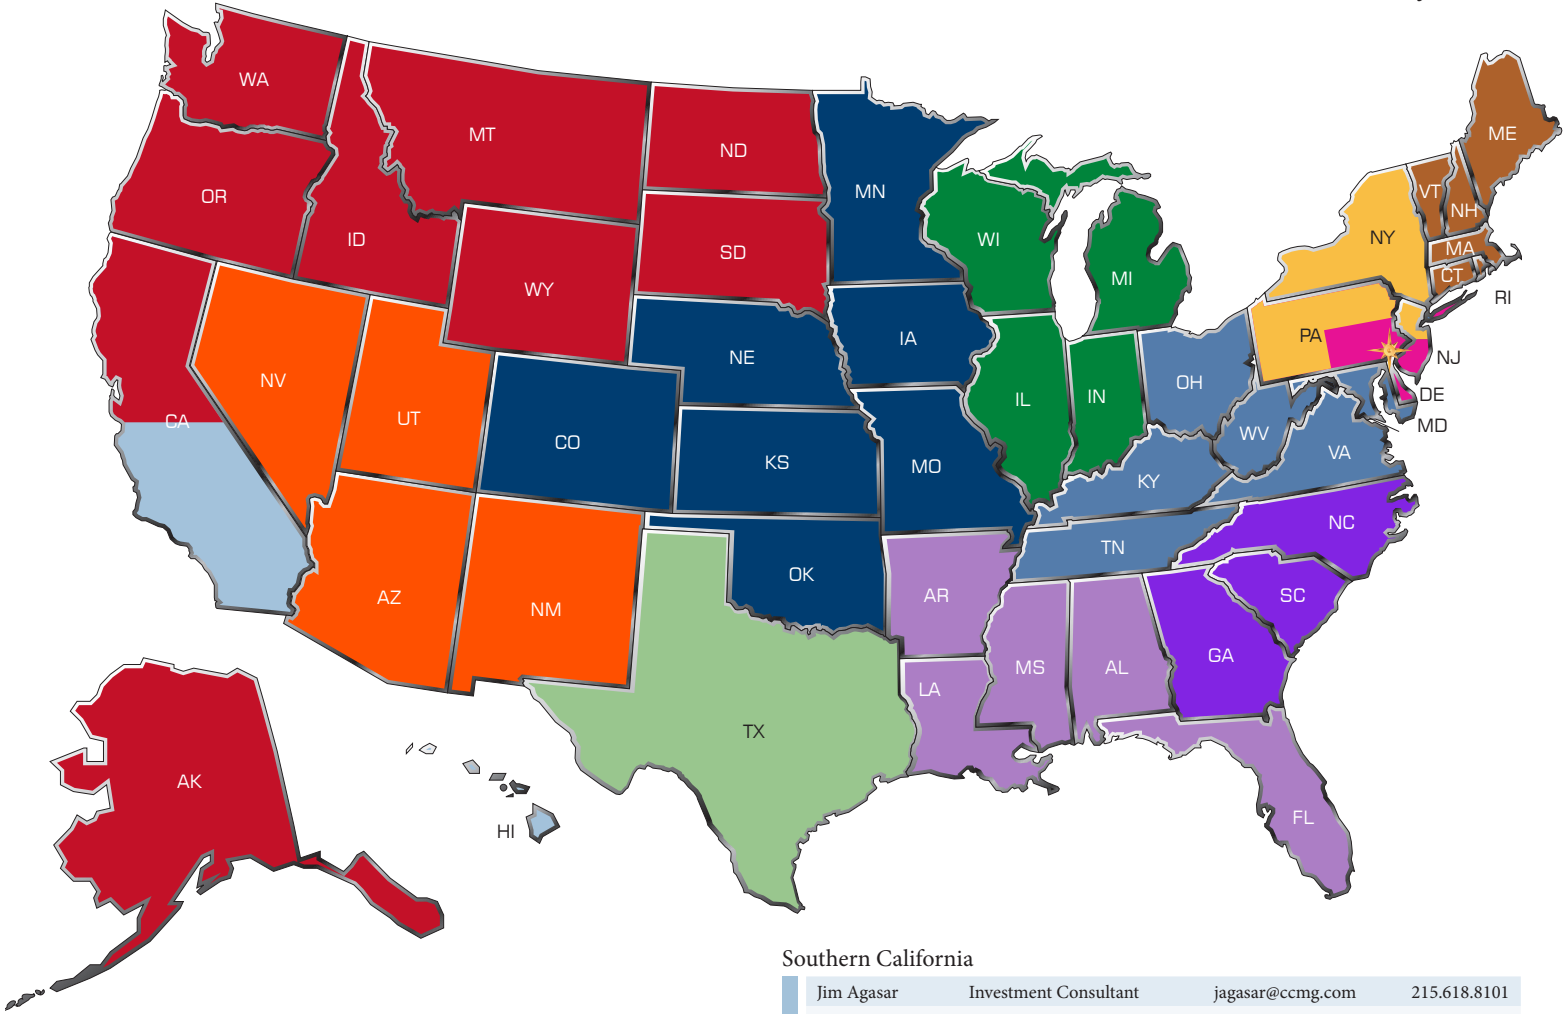 WA
MT
ND
MN
ME
OR
ID
SD
WI
MI
VT
NH
NY
MA
CT
RI
WY
NE
IA
PA
NJ
NV
UT
CO
KS
MO
IL
IN
OH
DE
MD
CA
WV
VA
KY
NC
TN
AZ
NM
OK
AR
SC
MS
AL
GA
LA
TX
FL
AK
HI
Southern California
Jim Agasar Investment Consultant jagasar@ccmg.com 215.618.8101